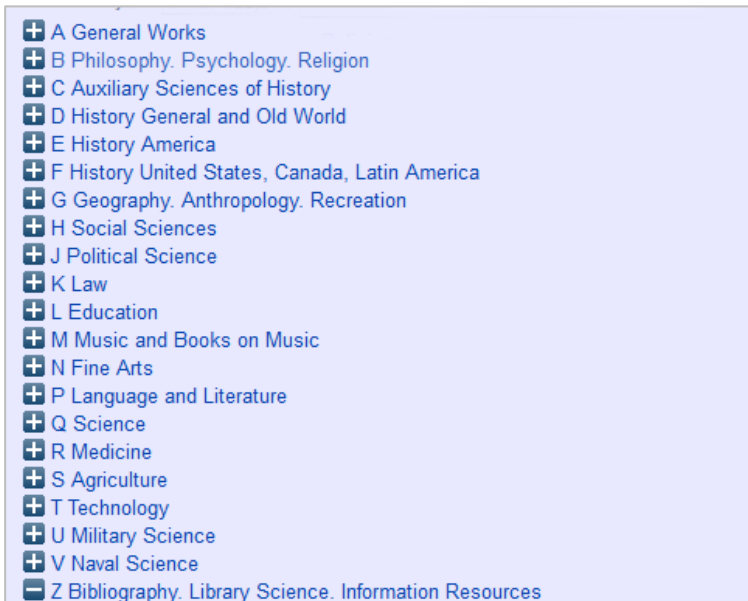 A General Works
B Philosophy. Psychology. Religion
C Auxiliary Sciences of History
D History General and Old World
E History America
F History United States, Canada, Latin America
G Geography. Anthropology. Recreation
H Social Sciences
J Political Science
K Law
L Education
M Music and Books on Music
N Fine Arts
P Language and Literature
Q Science
R Medicine
S Agriculture
T Technology
U Military Science
V Naval Science
Z Bibliography. Library Science. Information Resources